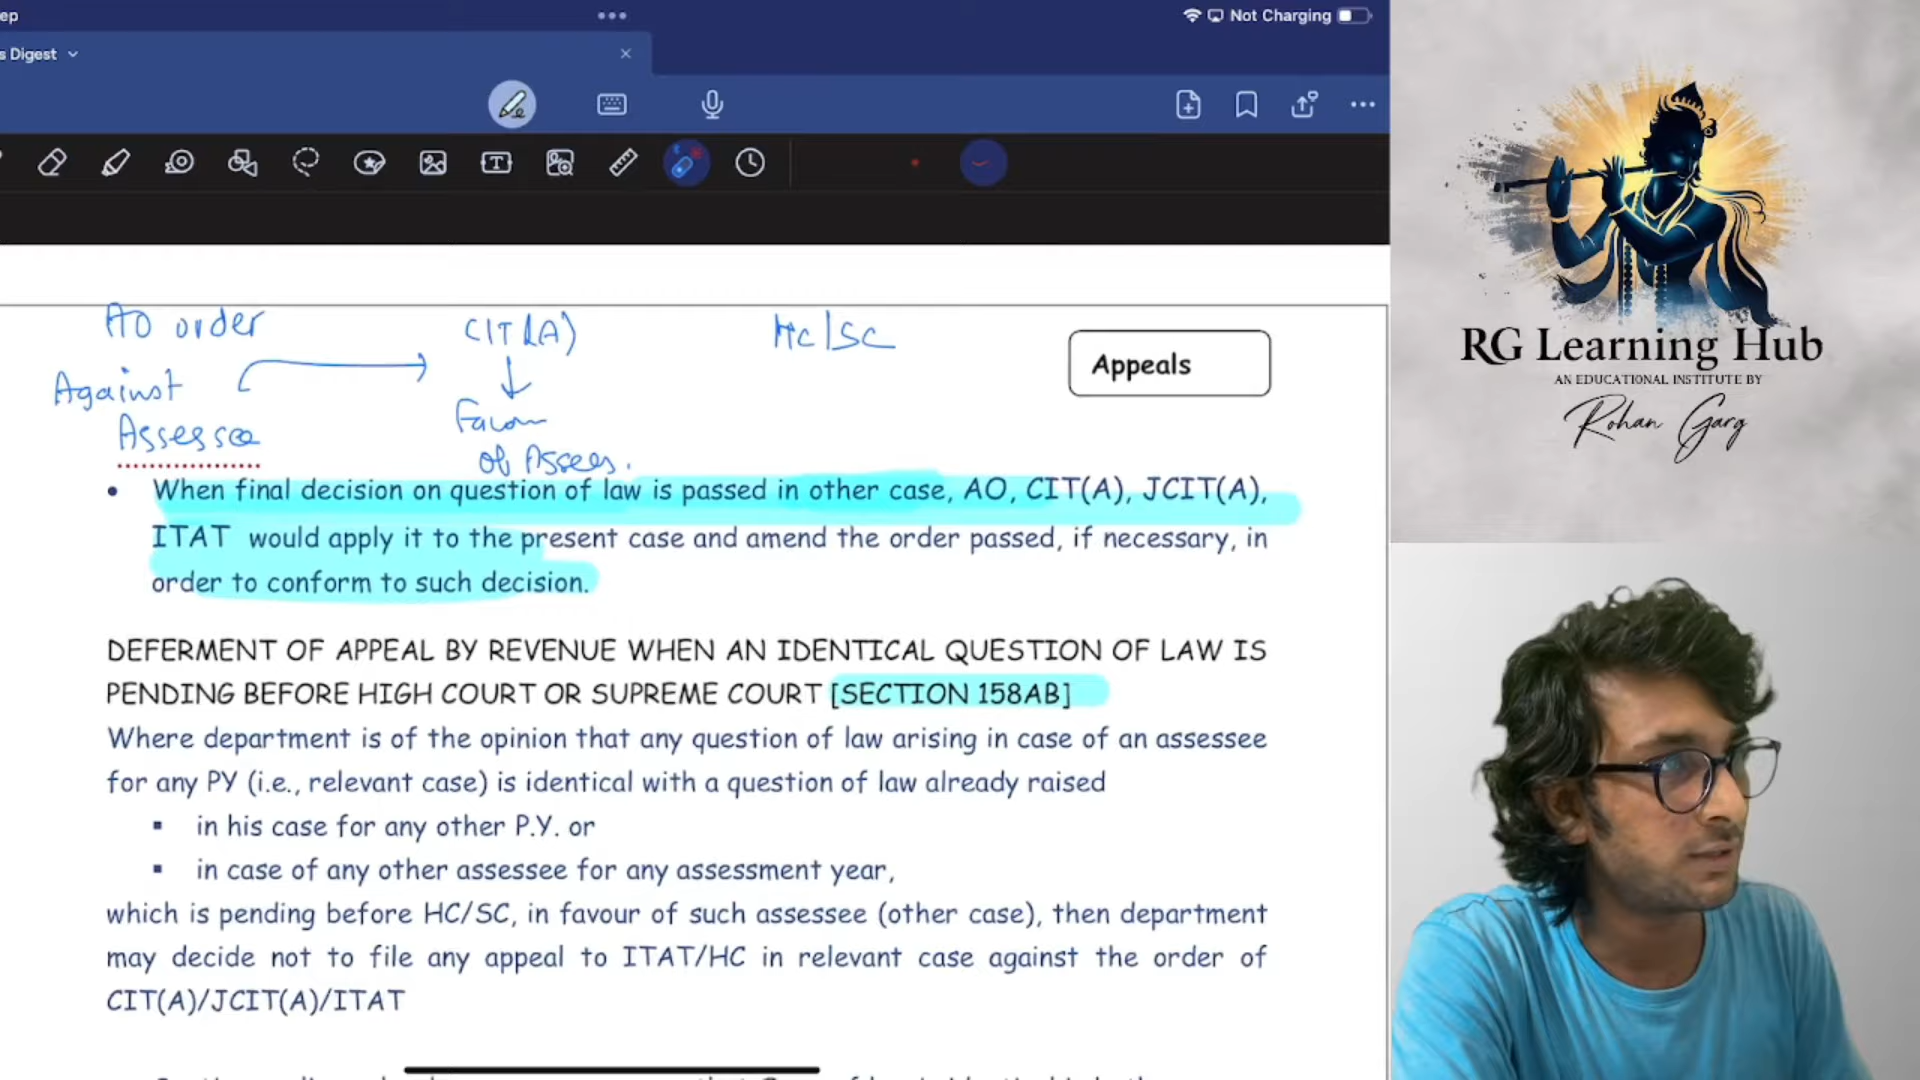 ep
Not Charging
s Digest
AO order
CIT(A)
HC|SC
Appeals
Against
Assessee
Favour
of Assees.
• When final decision on question of law is passed in other case, AO, CIT(A), JCIT(A),
ITAT would apply it to the present case and amend the order passed, if necessary, in
order to conform to such decision.
DEFERMENT OF APPEAL BY REVENUE WHEN AN IDENTICAL QUESTION OF LAW IS
PENDING BEFORE HIGH COURT OR SUPREME COURT [SECTION 158AB]
Where department is of the opinion that any question of law arising in case of an assessee
for any PY (i.e., relevant case) is identical with a question of law already raised
▪ in his case for any other P.Y. or
▪ in case of any other assessee for any assessment year,
which is pending before HC/SC, in favour of such assessee (other case), then department
may decide not to file any appeal to ITAT/HC in relevant case against the order of
CIT(A)/JCIT(A)/ITAT
RG Learning Hub
AN EDUCATIONAL INSTITUTE BY
Rohan Garg